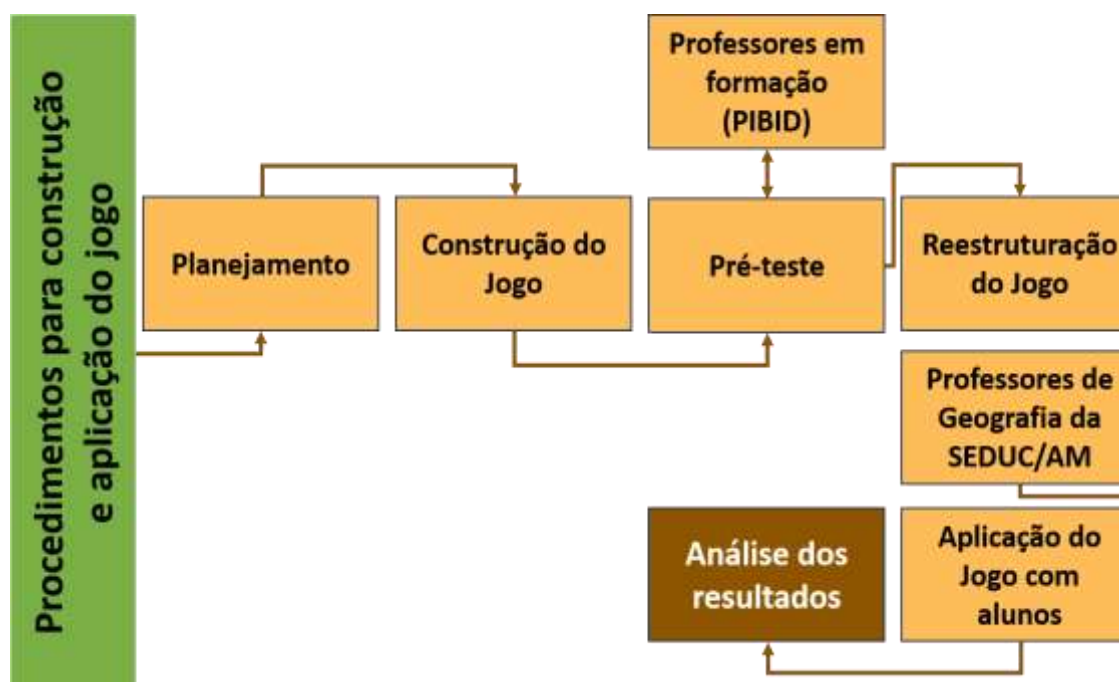 Procedimentos para construção
e aplicação do jogo
Planejamento
Construção do
Jogo
Professores em
formação
(PIBID)
Pré-teste
Reestruturação
do Jogo
Professores de
Geografia da
SEDUC/AM
Aplicação do
Jogo com
alunos
Análise dos
resultados